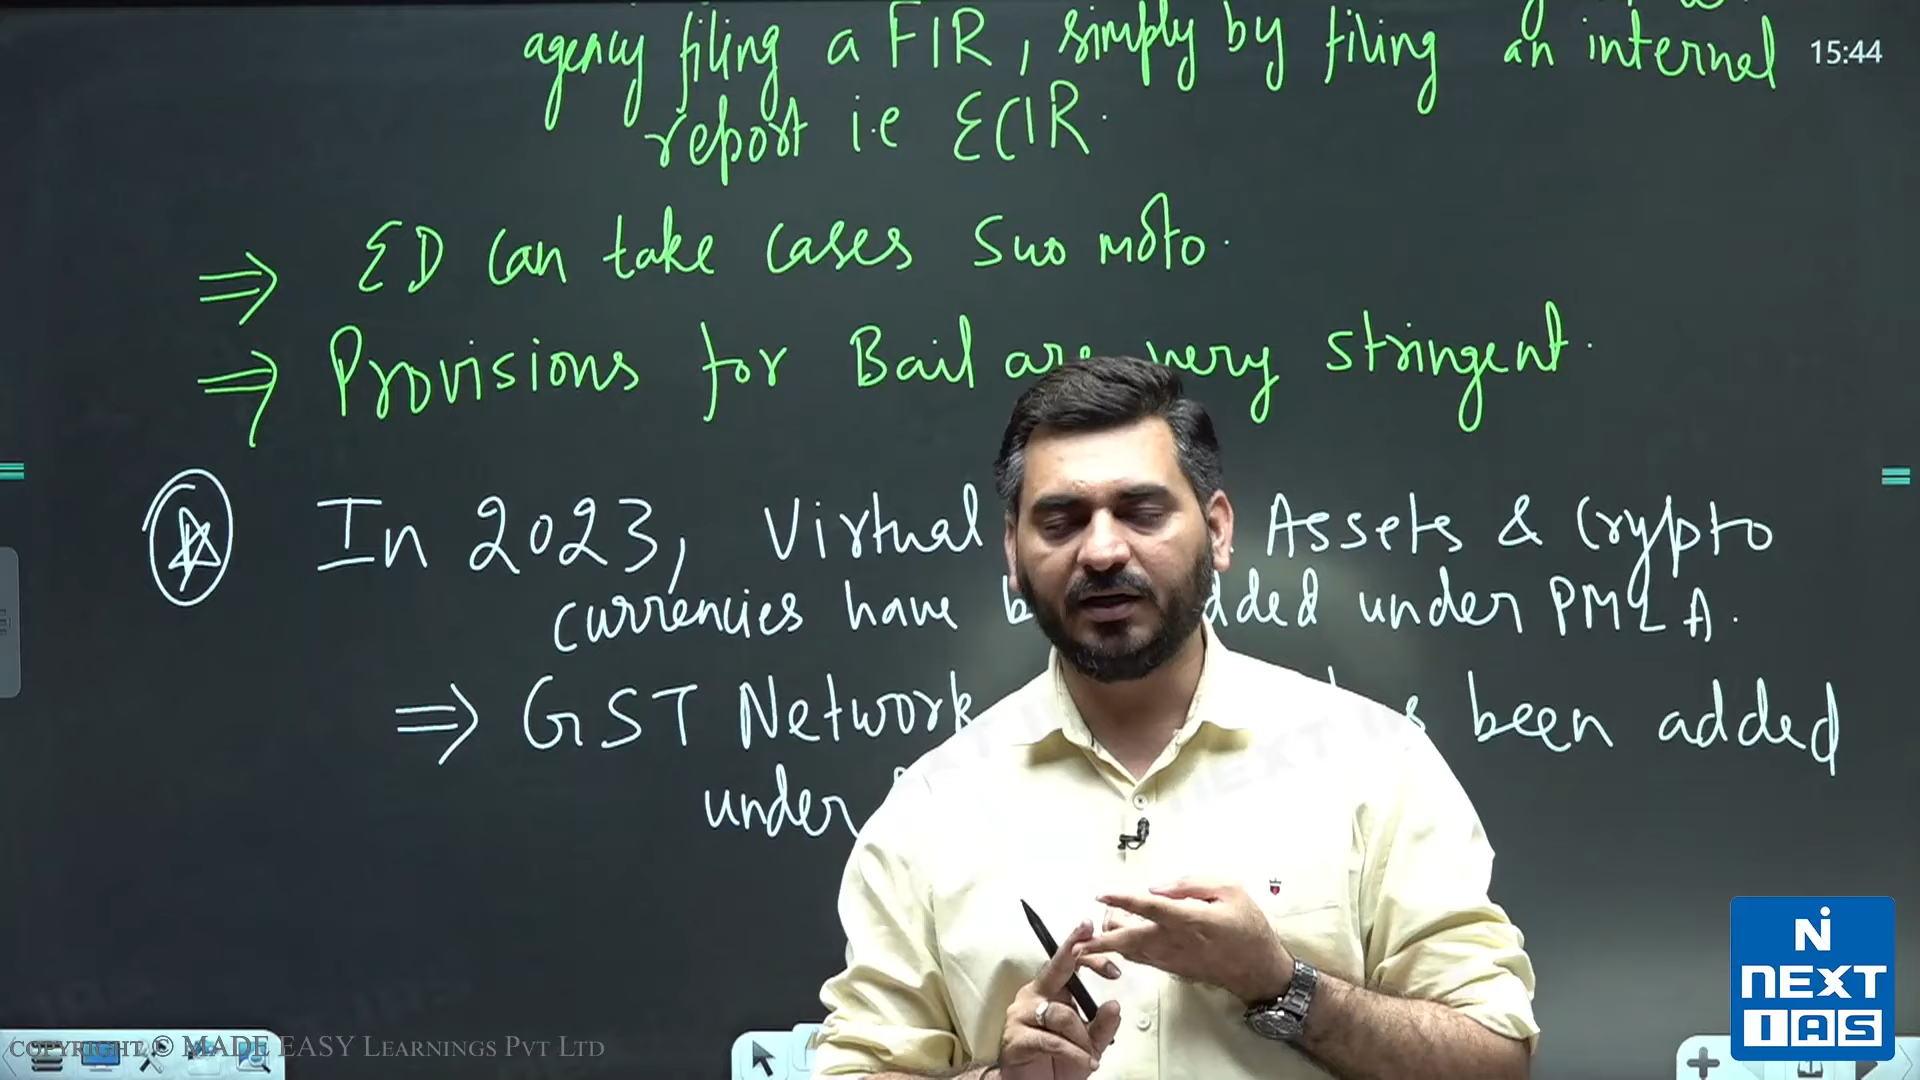 agency filing a FIR, simply by filing an internal
15:44
report i.e ECIR.
⇒ ED can take cases Suo moto.
⇒ Provisions for Bail are very stringent.
In 2023, Virtual Assets & Crypto
currencies have added under PMLA.
⇒ GST Network been added
under
N
NEXT
IAS
COPYRIGHT © MADE EASY LEARNINGS PVT LTD